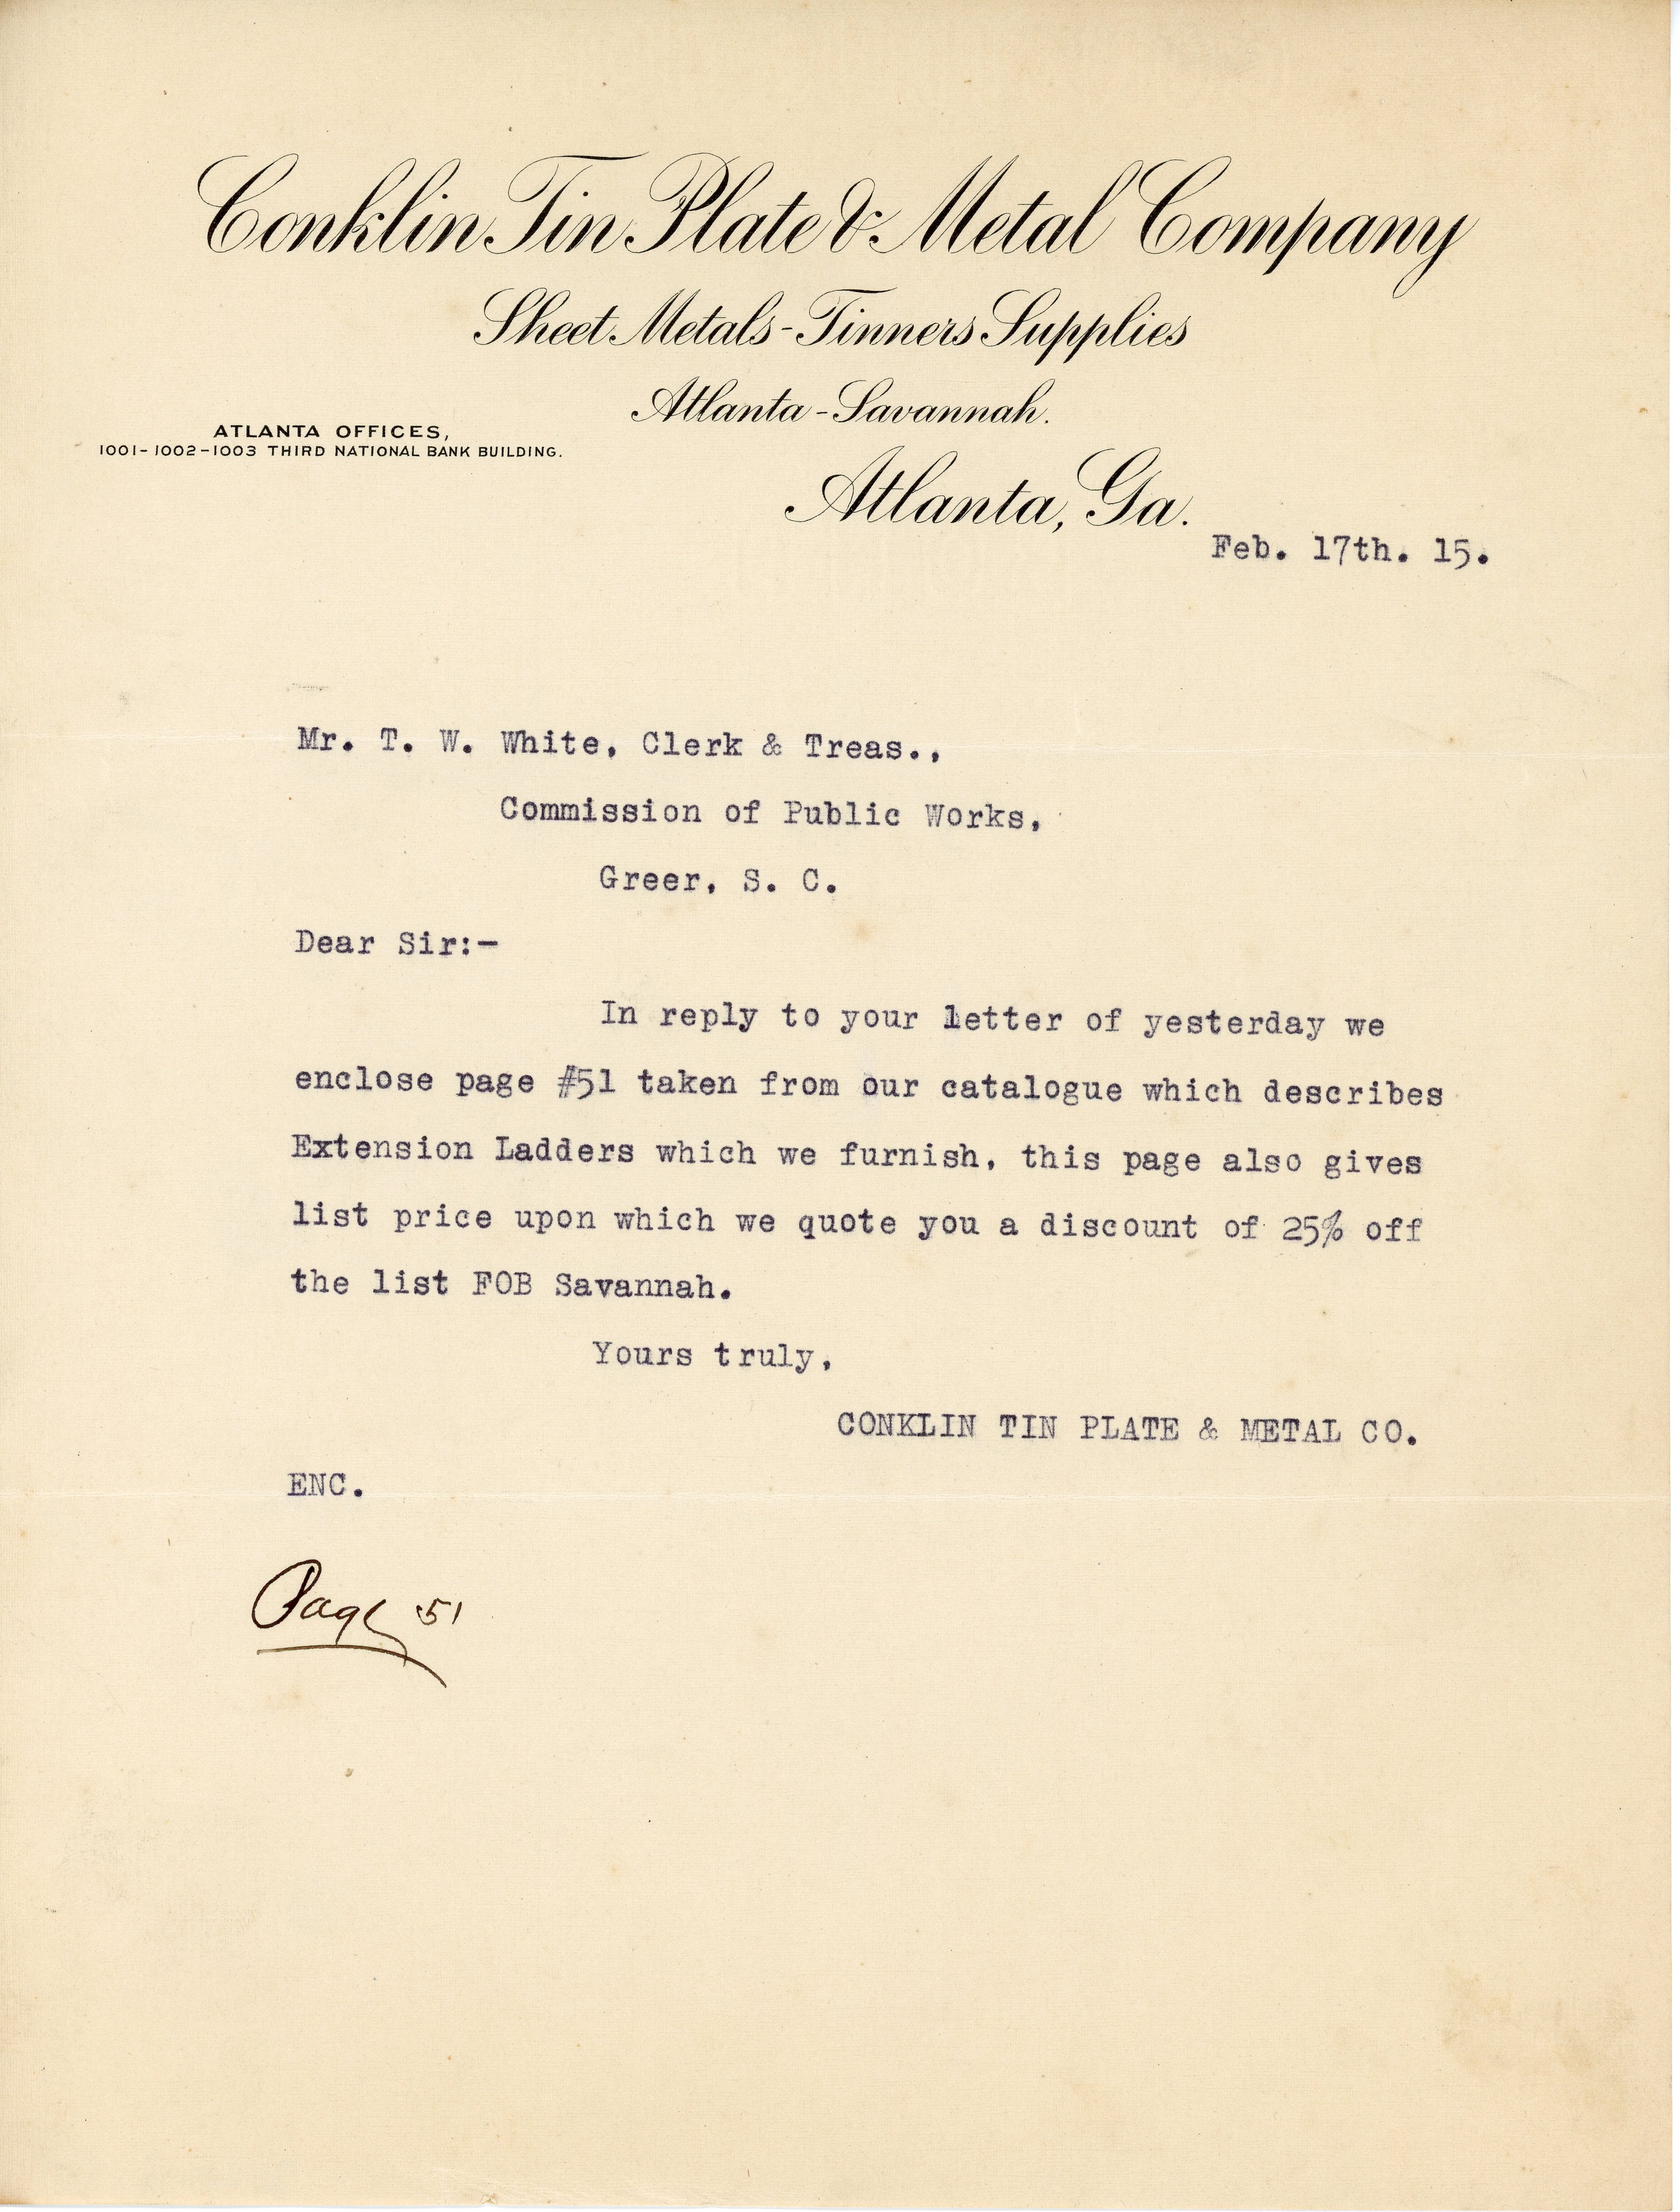 Conklin Tin Plate & Metal Company
Sheet Metals-Tinners Supplies
Atlanta-Savannah.
ATLANTA OFFICES,
1001-1002-1003 THIRD NATIONAL BANK BUILDING.
Atlanta, Ga.
Feb. 17th. 15.
Mr. T. W. White, Clerk & Treas.,
Commission of Public Works,
Greer, S. C.
Dear Sir:-
In reply to your letter of yesterday we
enclose page #51 taken from our catalogue which describes
Extension Ladders which we furnish, this page also gives
list price upon which we quote you a discount of 25% off
the list FOB Savannah.
Yours truly,
CONKLIN TIN PLATE & METAL CO.
ENC.
Page 51